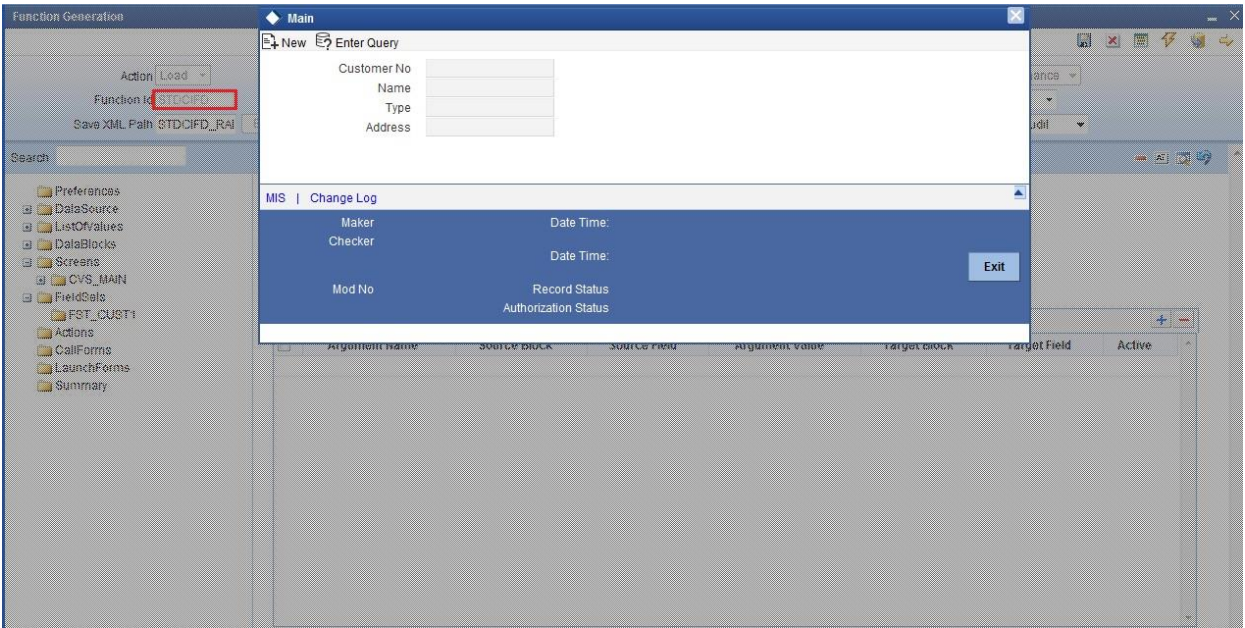 Function Generation
Action Load
Function Id STDCIFD
Save XML Path STDCIFD_RAI
Search
Preferences
DataSource
ListOfValues
DataBlocks
Screens
CVS_MAIN
FieldSets
FST_CUST1
Actions
CallForms
LaunchForms
Summary
Main
New Enter Query
Customer No
Name
Type
Address
MIS | Change Log
Maker Date Time:
Checker
Date Time:
Exit
Mod No Record Status
Authorization Status
Argument Name Source Block Source Field Argument Value Target Block Target Field Active